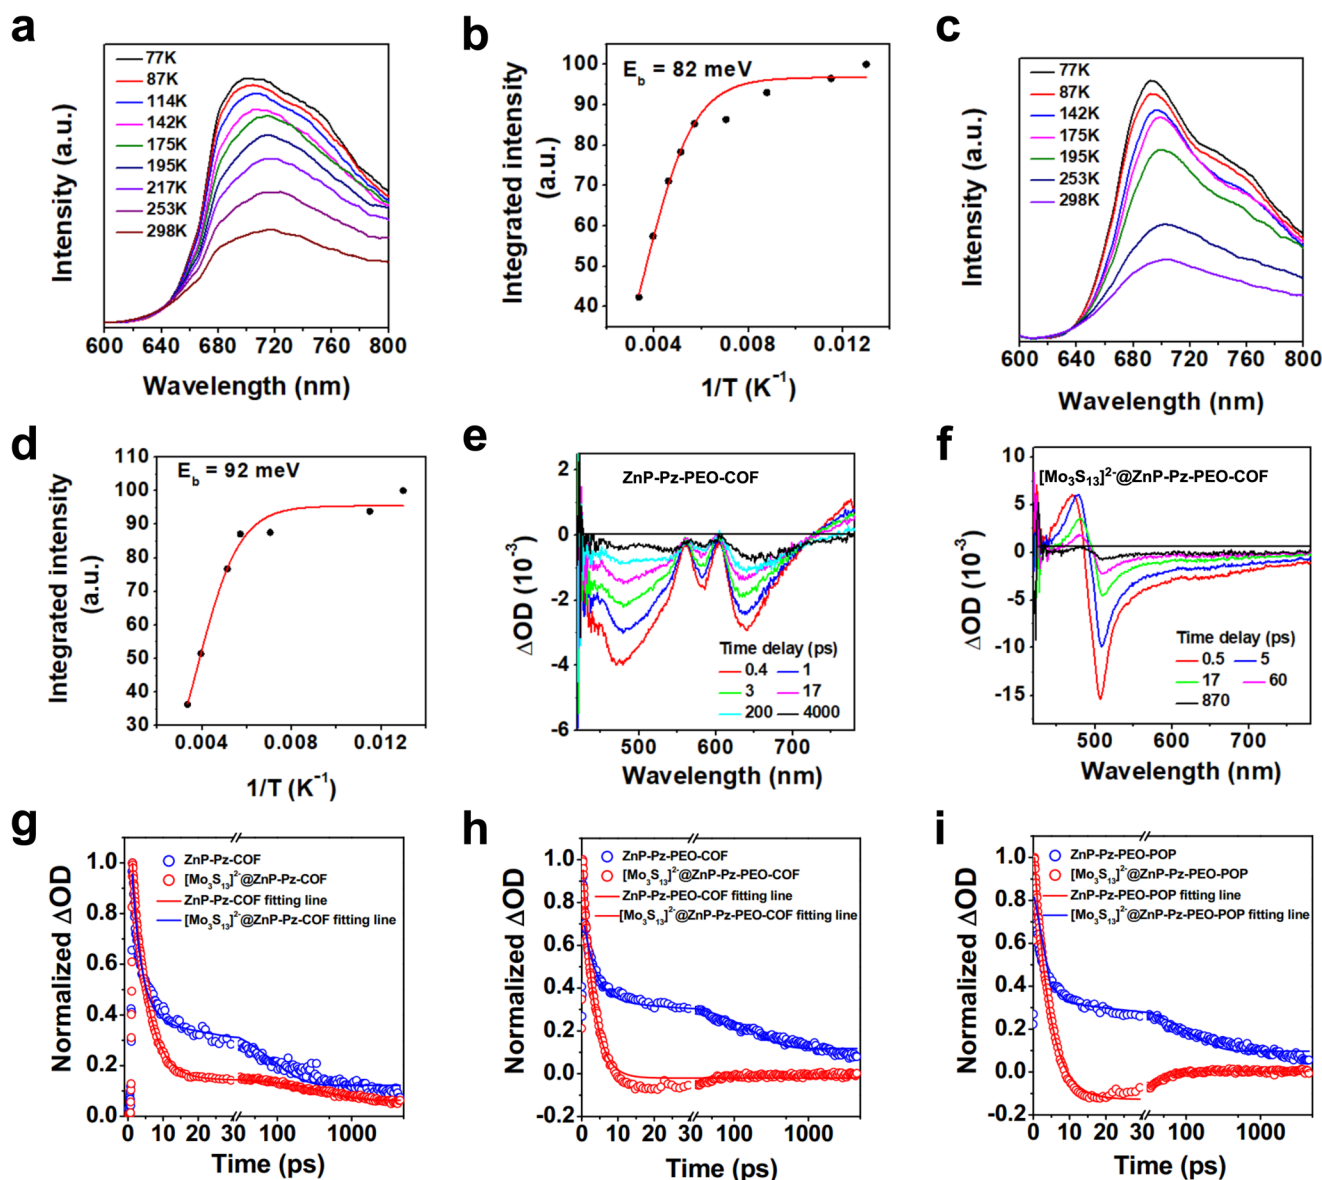 a
77K
87K
114K
142K
175K
195K
217K
253K
298K
Intensity (a.u.)
600 640 680 720 760 800
Wavelength (nm)
b
E_b = 82 meV
Integrated intensity
(a.u.)
100
90
80
70
60
50
40
0.004 0.008 0.012
1/T (K⁻¹)
c
77K
87K
142K
175K
195K
253K
298K
Intensity (a.u.)
600 640 680 720 760 800
Wavelength (nm)
d
E_b = 92 meV
Integrated intensity
(a.u.)
110
100
90
80
70
60
50
40
30
0.004 0.008 0.012
1/T (K⁻¹)
e
ZnP-Pz-PEO-COF
ΔOD (10⁻³)
2
0
-2
-4
-6
Time delay (ps)
0.4 1
3 17
200 4000
500 600 700
Wavelength (nm)
f
[Mo₃S₁₃]²⁻@ZnP-Pz-PEO-COF
ΔOD (10⁻³)
10
5
0
-5
-10
-15
Time delay (ps)
0.5 5
17 60
870
500 600 700
Wavelength (nm)
g
ZnP-Pz-COF
[Mo₃S₁₃]²⁻@ZnP-Pz-COF
ZnP-Pz-COF fitting line
[Mo₃S₁₃]²⁻@ZnP-Pz-COF fitting line
Normalized ΔOD
1.0
0.8
0.6
0.4
0.2
0.0
0 10 20 30 100 1000
Time (ps)
h
ZnP-Pz-PEO-COF
[Mo₃S₁₃]²⁻@ZnP-Pz-PEO-COF
ZnP-Pz-PEO-COF fitting line
[Mo₃S₁₃]²⁻@ZnP-Pz-PEO-COF fitting line
Normalized ΔOD
1.0
0.8
0.6
0.4
0.2
0.0
-0.2
0 10 20 30 100 1000
Time (ps)
i
ZnP-Pz-PEO-POP
[Mo₃S₁₃]²⁻@ZnP-Pz-PEO-POP
ZnP-Pz-PEO-POP fitting line
[Mo₃S₁₃]²⁻@ZnP-Pz-PEO-POP fitting line
Normalized ΔOD
1.0
0.8
0.6
0.4
0.2
0.0
-0.2
0 10 20 30 100 1000
Time (ps)